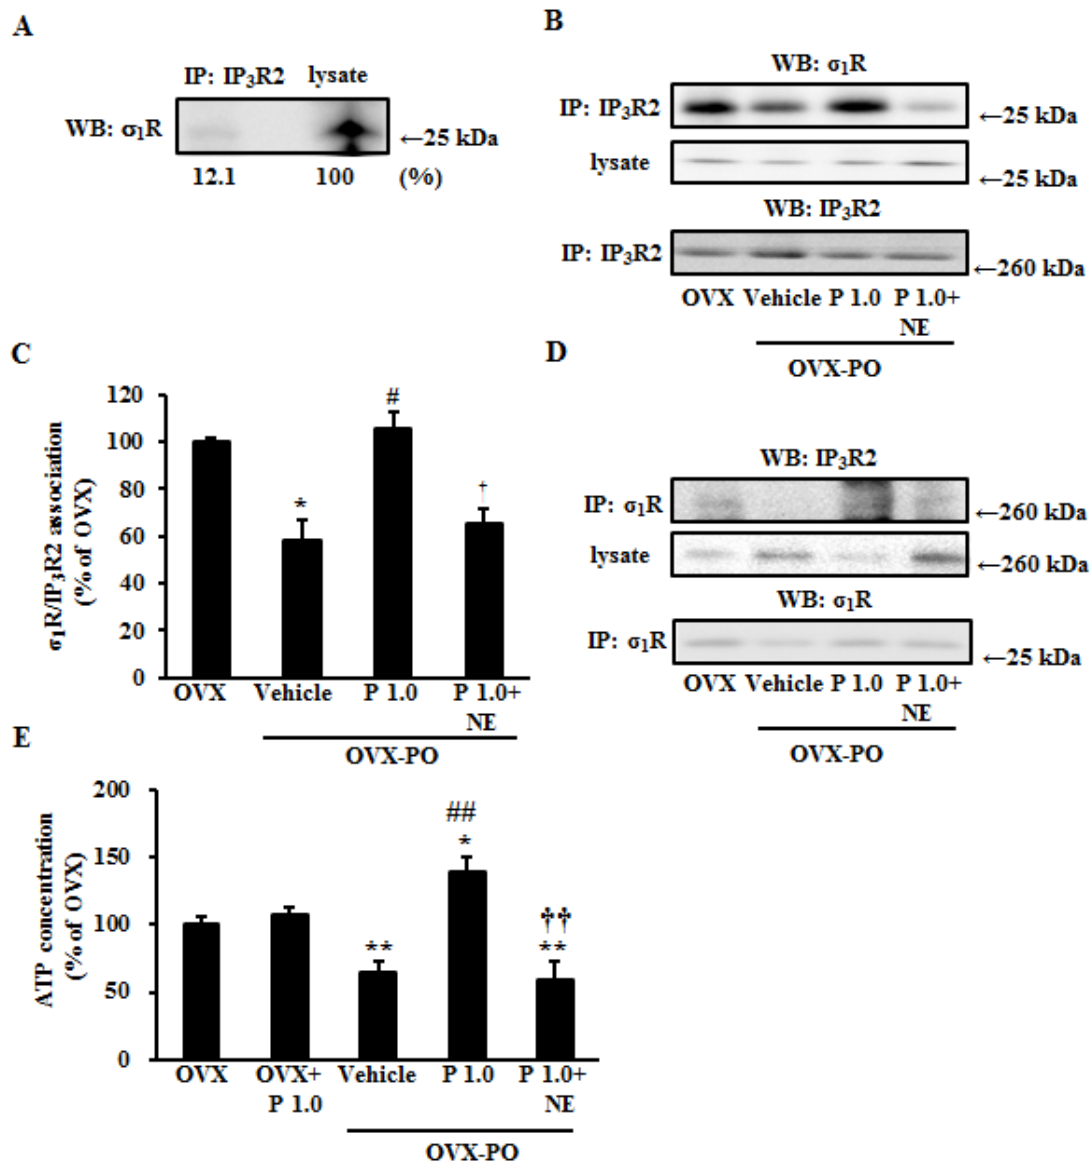 A
IP: IP₃R2 lysate
WB: σ₁R
←25 kDa
12.1 100 (%)
B
WB: σ₁R
IP: IP₃R2
←25 kDa
lysate
←25 kDa
WB: IP₃R2
IP: IP₃R2
←260 kDa
OVX Vehicle P 1.0 P 1.0+
NE
OVX-PO
C
σ₁R/IP₃R2 association
(% of OVX)
120
100
80
60
40
20
0
*
#
†
OVX Vehicle P 1.0 P 1.0+
NE
OVX-PO
D
WB: IP₃R2
IP: σ₁R
←260 kDa
lysate
←260 kDa
WB: σ₁R
IP: σ₁R
←25 kDa
OVX Vehicle P 1.0 P 1.0+
NE
OVX-PO
E
ATP concentration
(% of OVX)
200
150
100
50
0
**
##
*
††
**
OVX OVX+ Vehicle P 1.0 P 1.0+
P 1.0 NE
OVX-PO